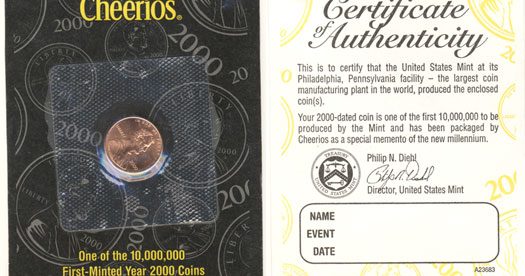 Cheerios®
2000
2000
2000
One of the 10,000,000
First-Minted Year 2000 Coins
Certificate
of Authenticity
This is to certify that the United States Mint at its
Philadelphia, Pennsylvania facility – the largest coin
manufacturing plant in the world, produced the enclosed
coin(s).
Your 2000-dated coin is one of the first 10,000,000 to be
produced by the Mint and has been packaged by
Cheerios as a special memento of the new millennium.
Philip N. Diehl
Director, United States Mint
NAME
EVENT
DATE
A23583